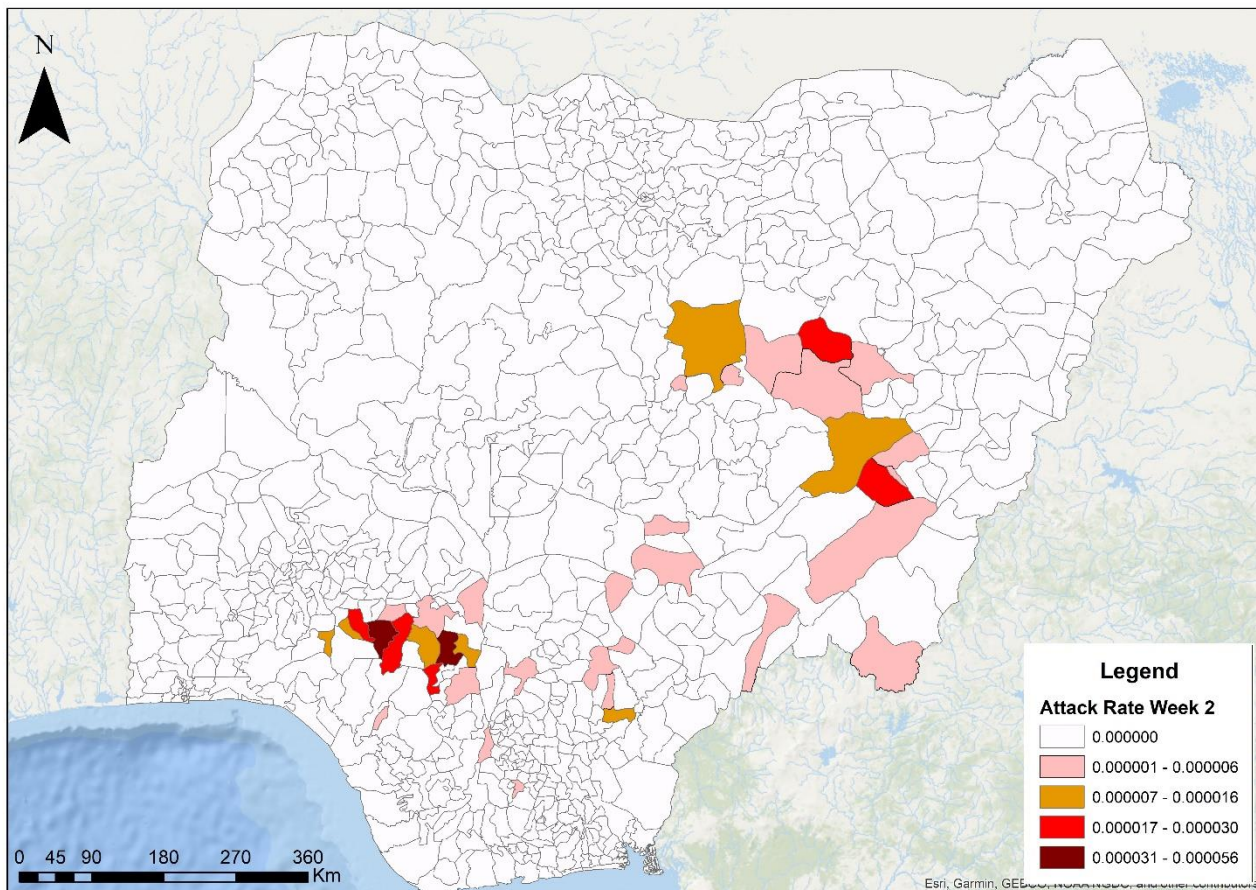 N
Legend
Attack Rate Week 2
0.000000
0.000001 - 0.000006
0.000007 - 0.000016
0.000017 - 0.000030
0.000031 - 0.000056
0 45 90 180 270 360
Km
Esri, Garmin, GEBCO, NOAA NGDC, and other contributors